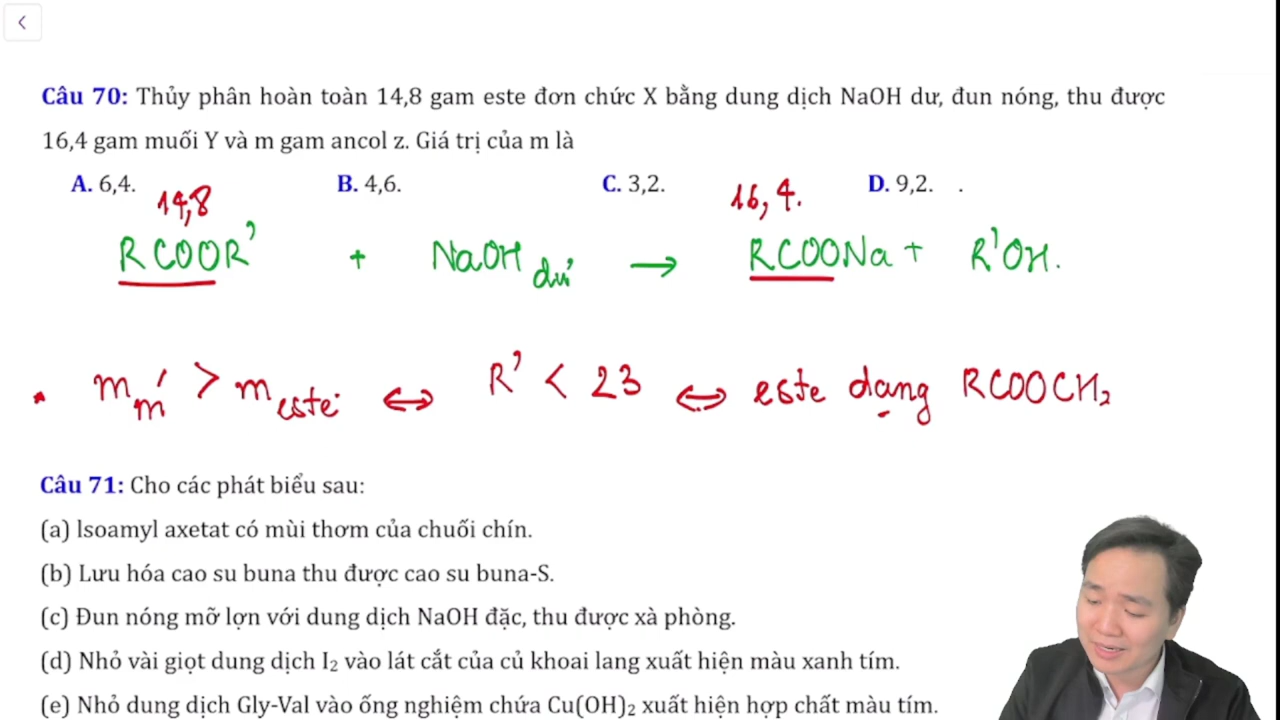 Câu 70: Thủy phân hoàn toàn 14,8 gam este đơn chức X bằng dung dịch NaOH dư, đun nóng, thu được
16,4 gam muối Y và m gam ancol z. Giá trị của m là
A. 6,4. B. 4,6. C. 3,2. D. 9,2. .
14,8 16,4.
RCOOR' + NaOH dư → RCOONa + R'OH.
. m m' > m este ⇔ R' < 23 ⇔ este dạng RCOOCH₂
Câu 71: Cho các phát biểu sau:
(a) lsoamyl axetat có mùi thơm của chuối chín.
(b) Lưu hóa cao su buna thu được cao su buna-S.
(c) Đun nóng mỡ lợn với dung dịch NaOH đặc, thu được xà phòng.
(d) Nhỏ vài giọt dung dịch I₂ vào lát cắt của củ khoai lang xuất hiện màu xanh tím.
(e) Nhỏ dung dịch Gly-Val vào ống nghiệm chứa Cu(OH)₂ xuất hiện hợp chất màu tím.